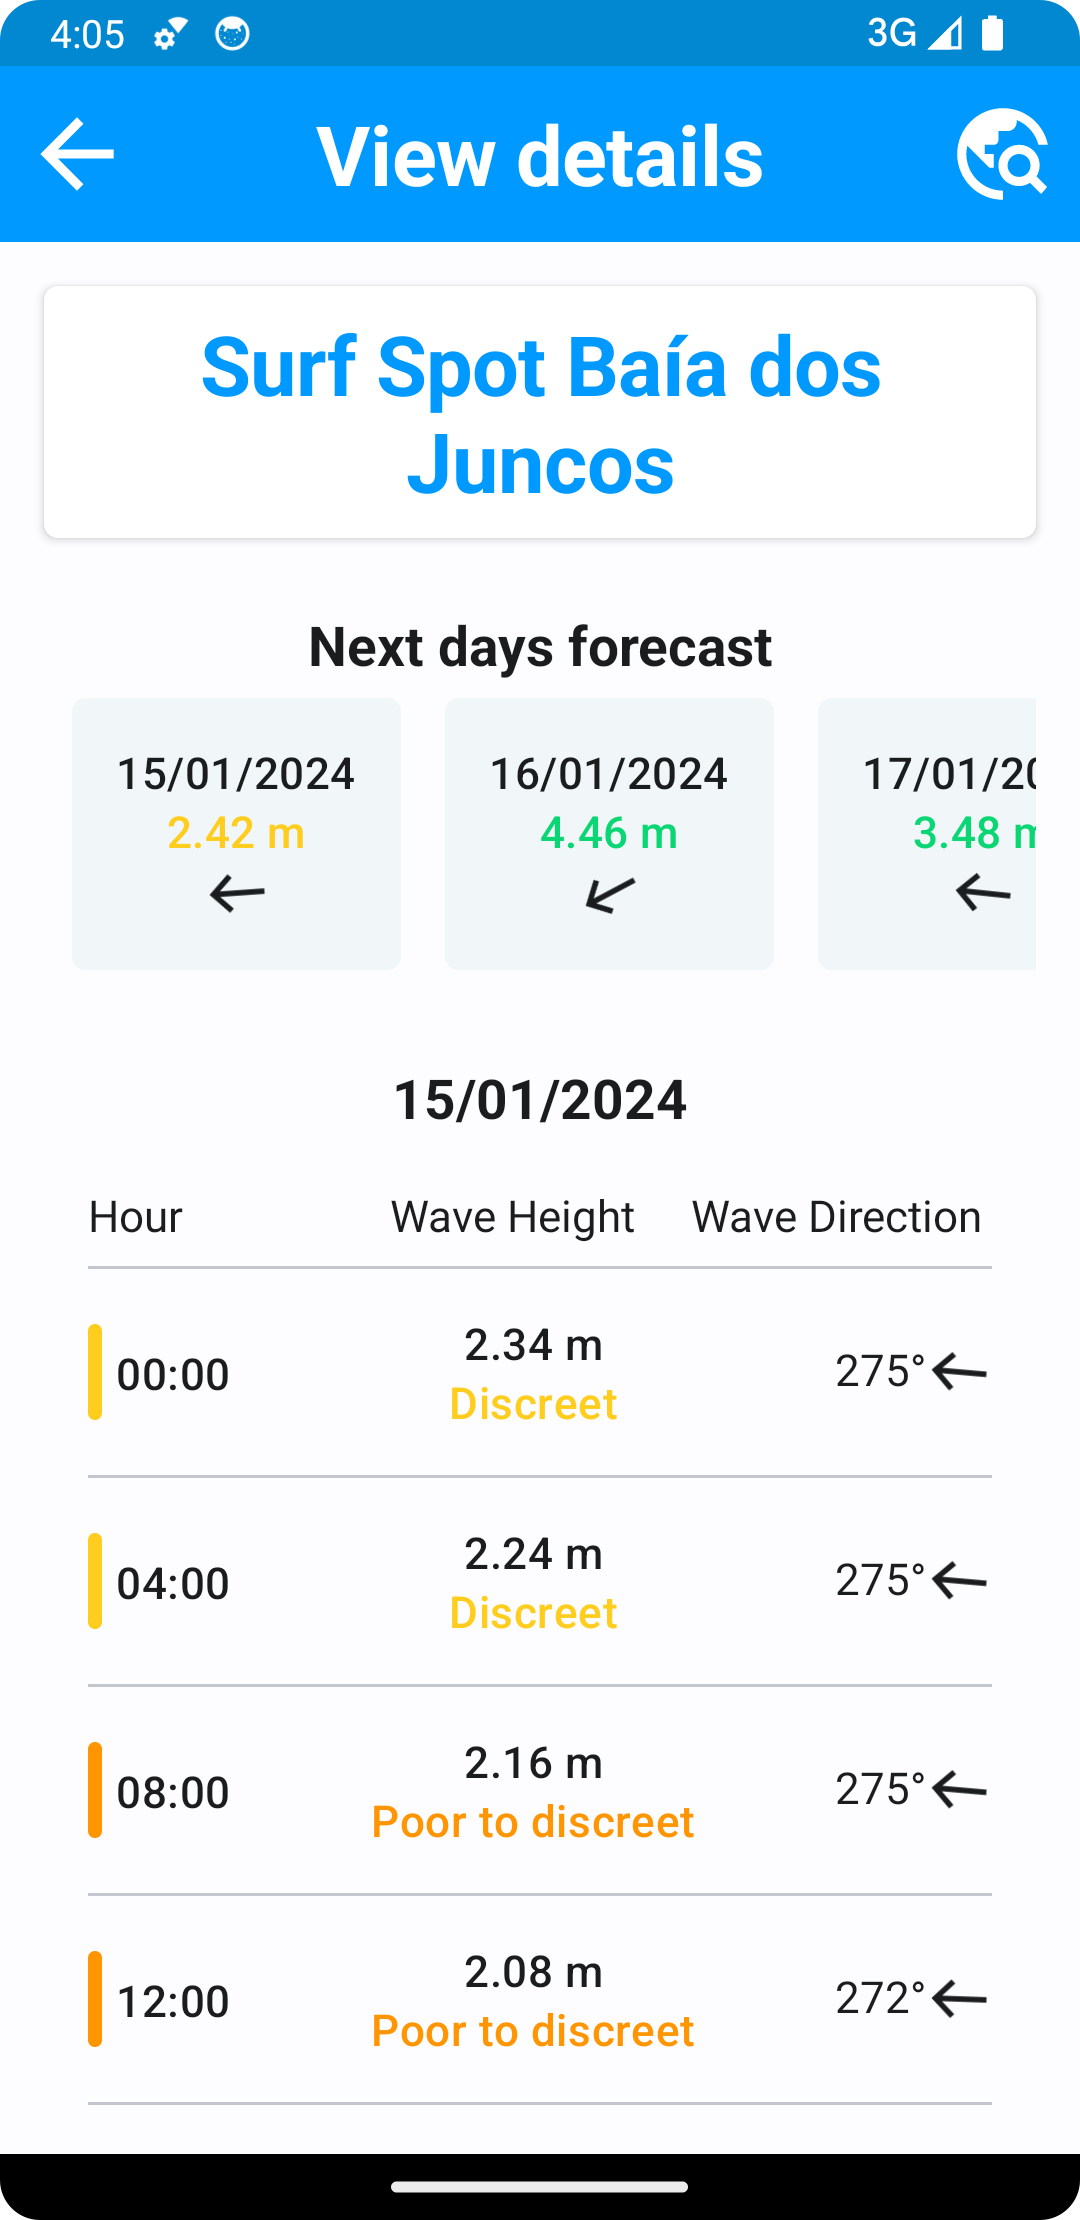 4:05 3G
View details
Surf Spot Baía dos
Juncos
Next days forecast
15/01/2024 16/01/2024 17/01/20
2.42 m 4.46 m 3.48 m
15/01/2024
Hour Wave Height Wave Direction
2.34 m
00:00 275°
Discreet
2.24 m
04:00 275°
Discreet
2.16 m
08:00 275°
Poor to discreet
2.08 m
12:00 272°
Poor to discreet